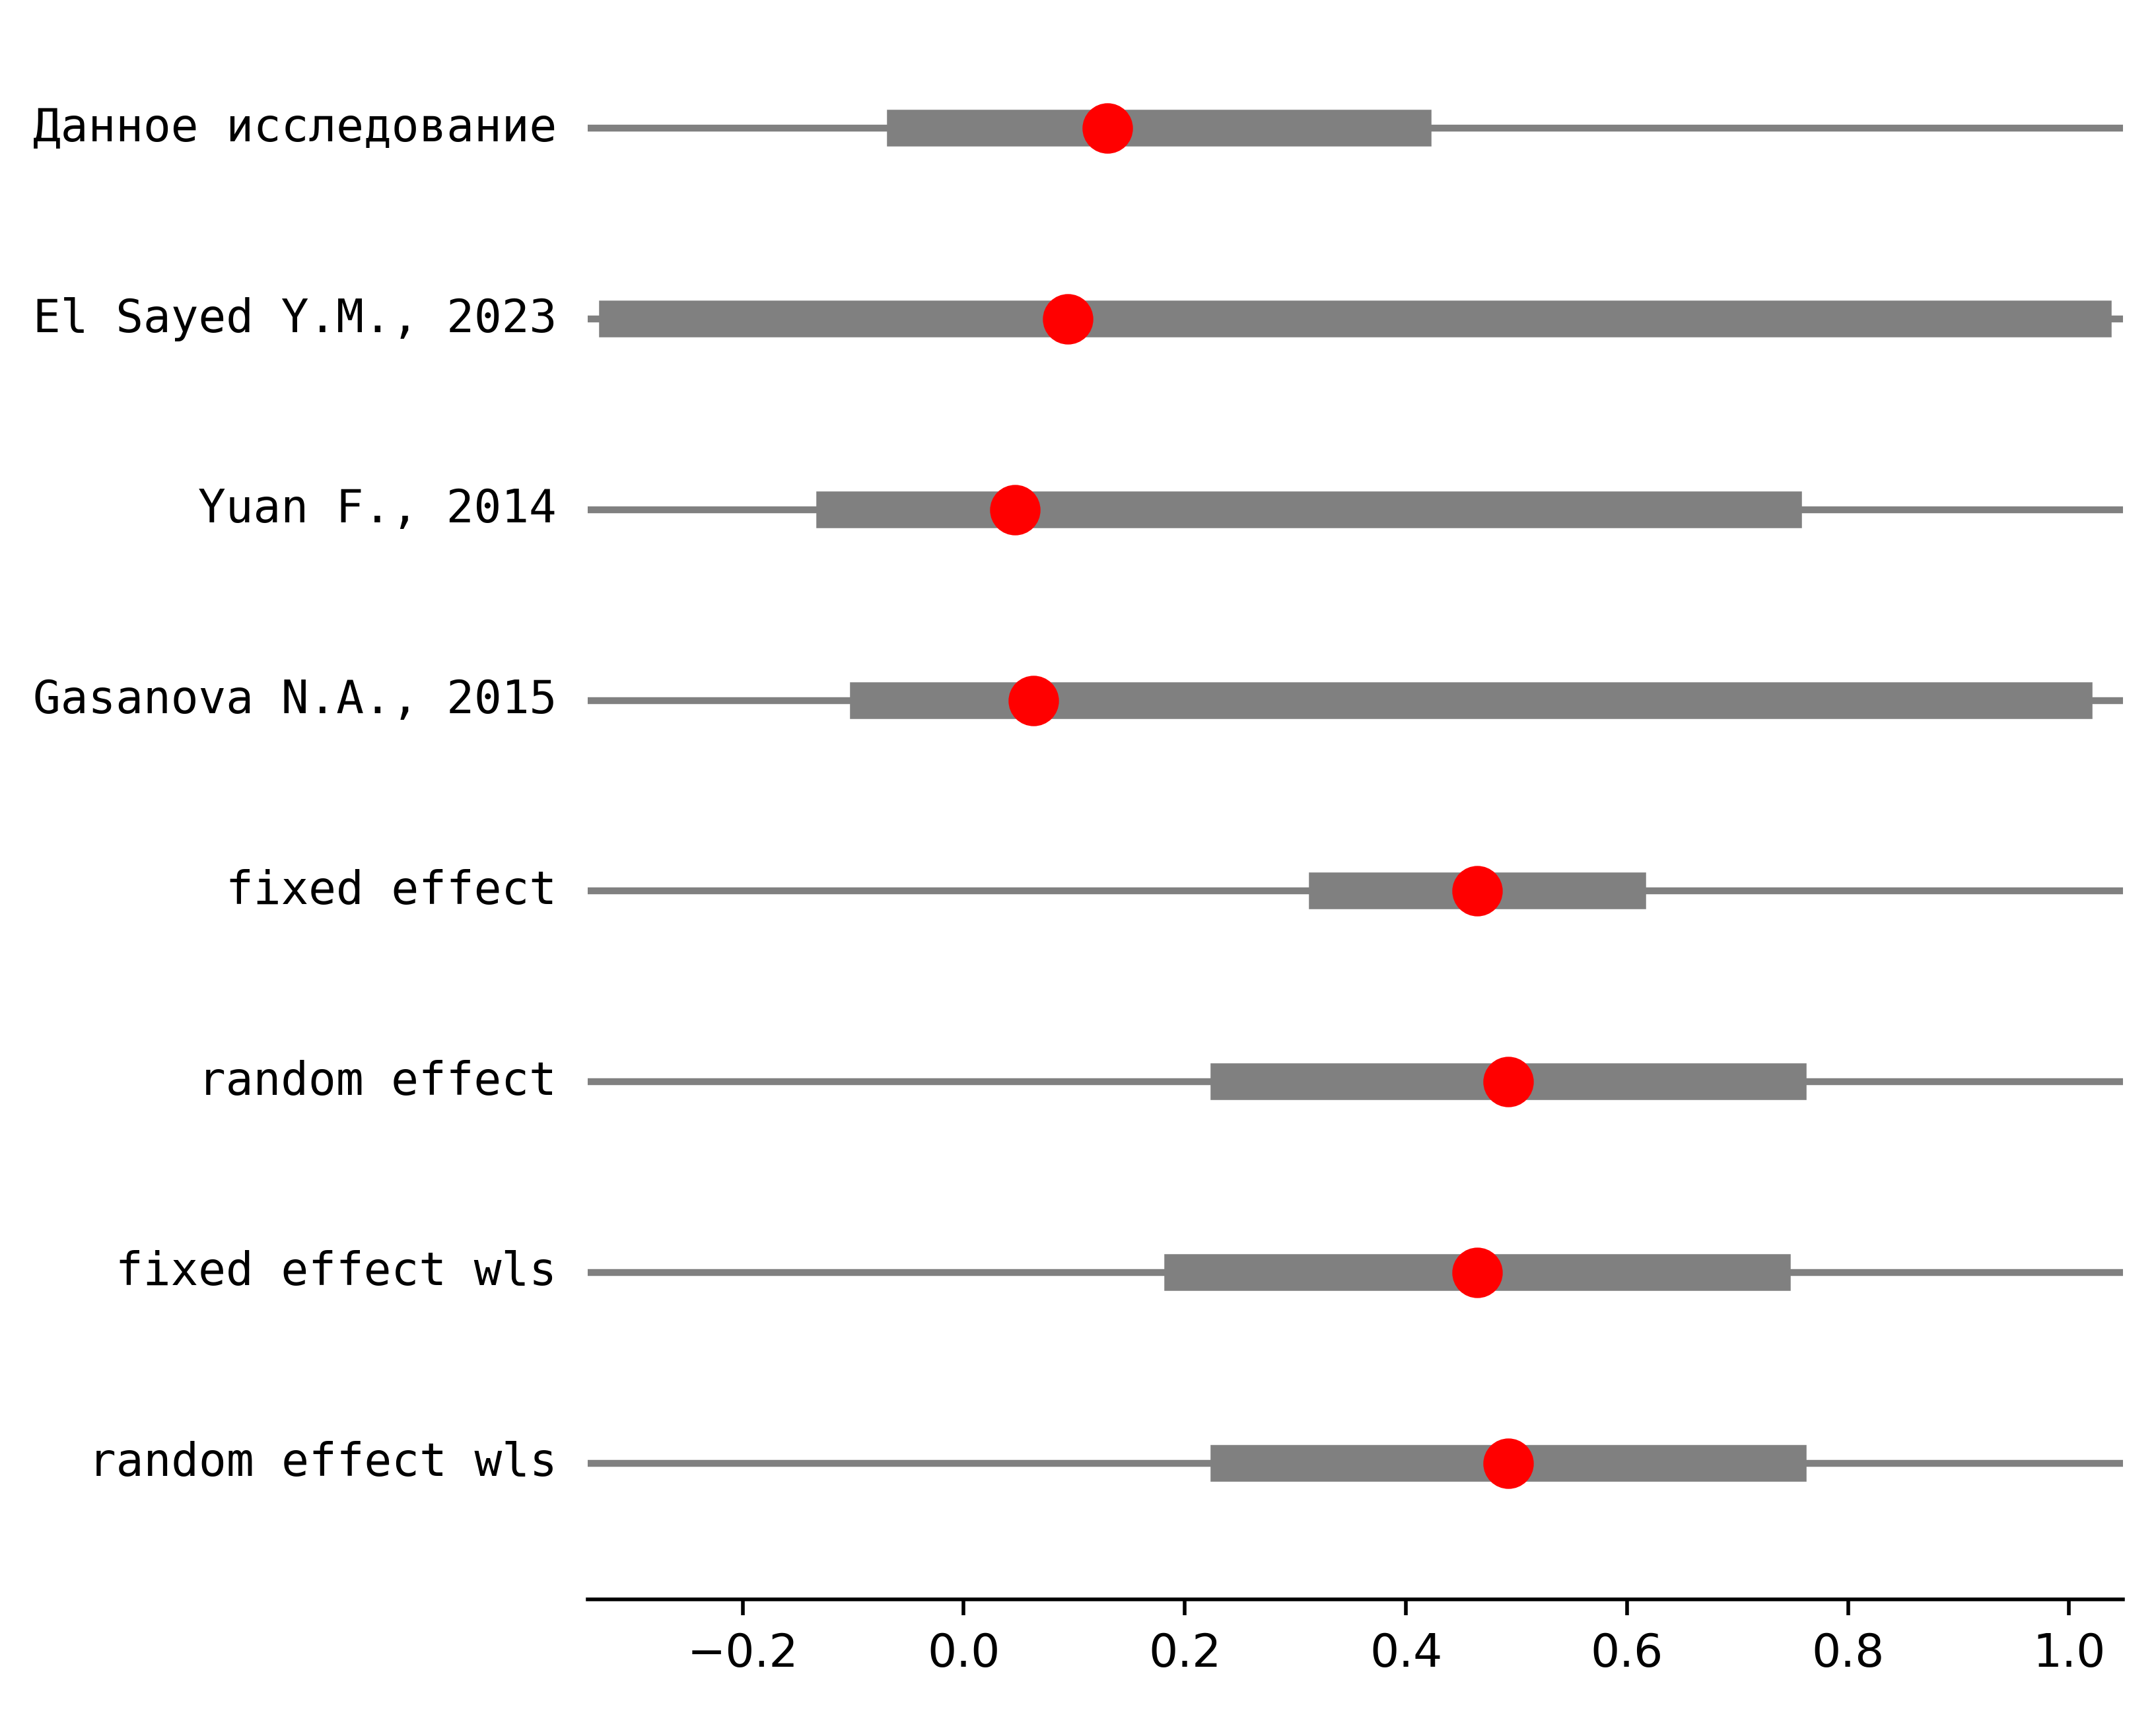 Данное исследование
El Sayed Y.M., 2023
Yuan F., 2014
Gasanova N.A., 2015
fixed effect
random effect
fixed effect wls
random effect wls
−0.2 0.0 0.2 0.4 0.6 0.8 1.0